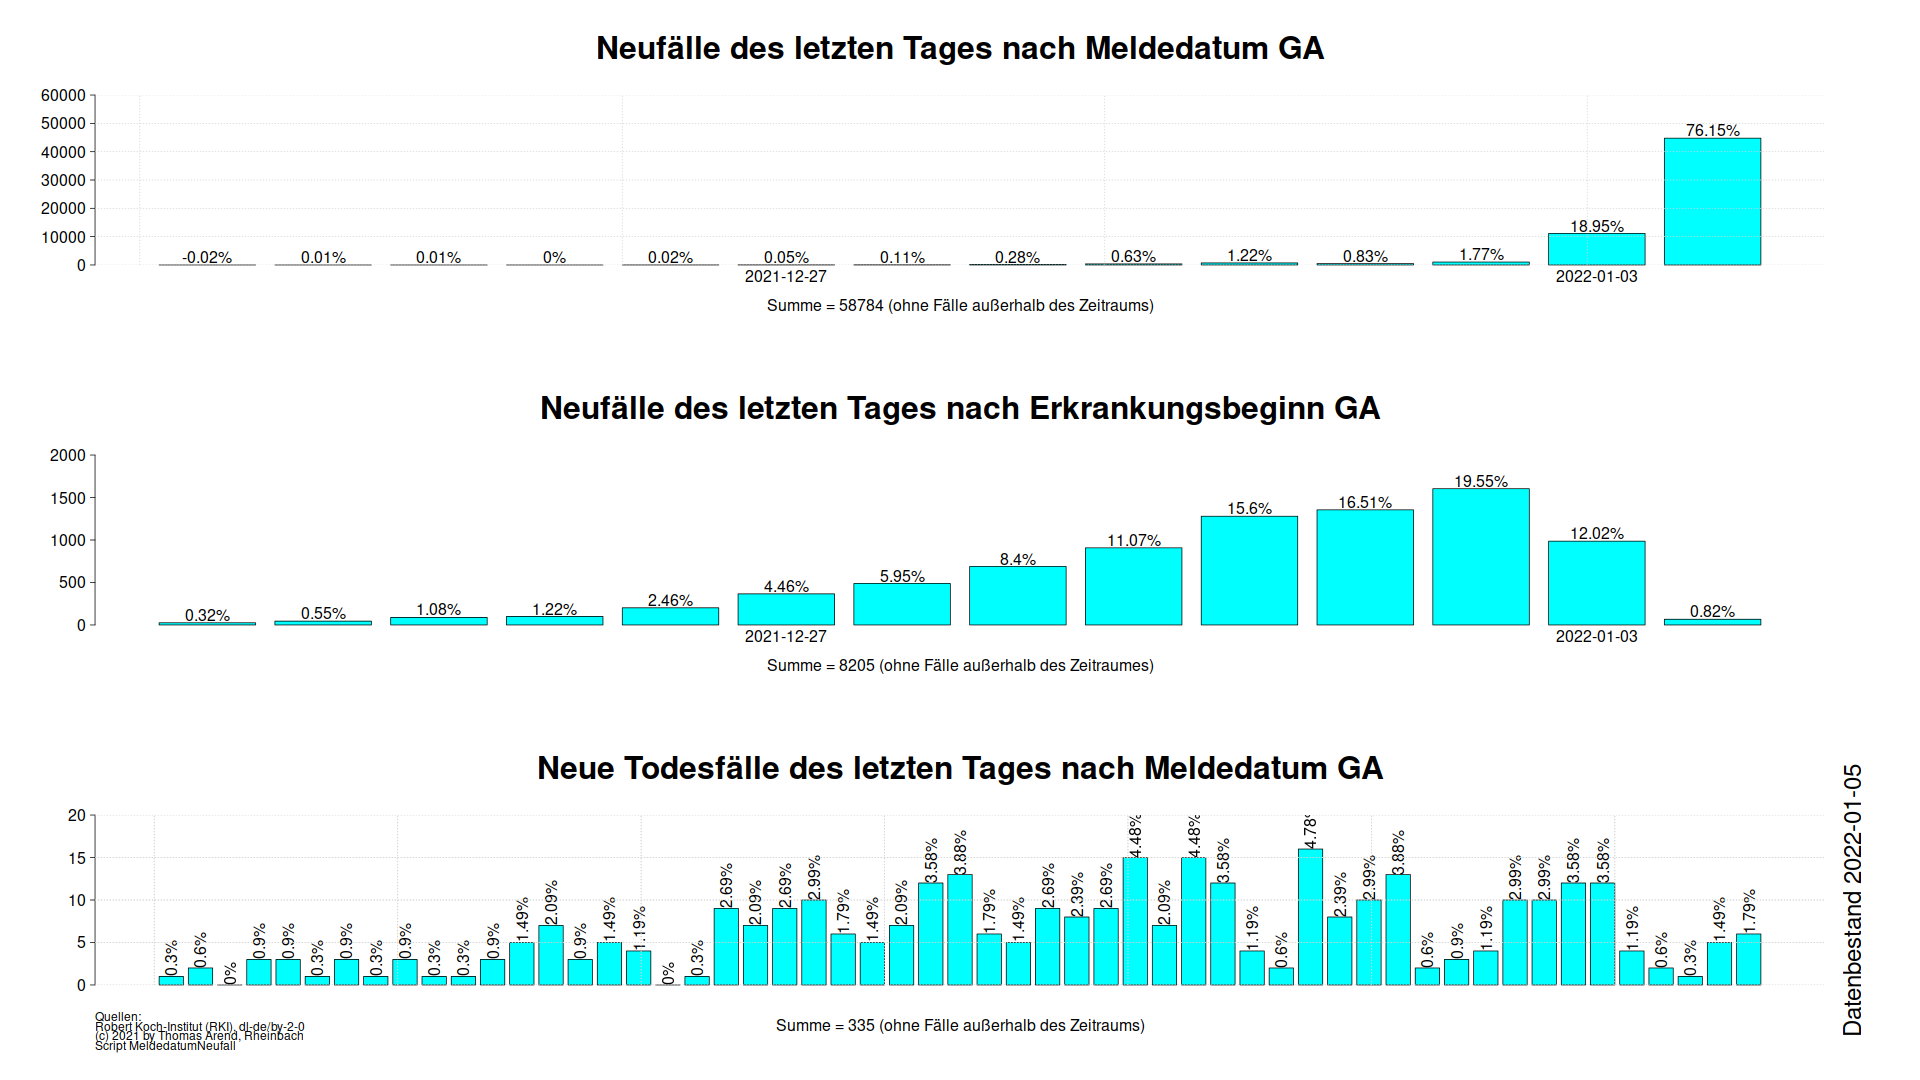 Neufälle des letzten Tages nach Meldedatum GA
60000
50000
40000
30000
20000
10000
0
-0.02% 0.01% 0.01% 0% 0.02% 0.05% 0.11% 0.28% 0.63% 1.22% 0.83% 1.77% 18.95% 76.15%
2021-12-27 2022-01-03
Summe = 58784 (ohne Fälle außerhalb des Zeitraums)
Neufälle des letzten Tages nach Erkrankungsbeginn GA
2000
1500
1000
500
0
0.32% 0.55% 1.08% 1.22% 2.46% 4.46% 5.95% 8.4% 11.07% 15.6% 16.51% 19.55% 12.02% 0.82%
2021-12-27 2022-01-03
Summe = 8205 (ohne Fälle außerhalb des Zeitraumes)
Neue Todesfälle des letzten Tages nach Meldedatum GA
20
15
10
5
0
0.3% 0.6% 0% 0.9% 0.9% 0.3% 0.9% 0.3% 0.9% 0.3% 0.3% 0.9% 1.49% 2.09% 0.9% 1.49% 1.19% 0% 0.3% 2.69% 2.09% 2.69% 2.99% 1.79% 1.49% 2.09% 3.58% 3.88% 1.79% 1.49% 2.69% 2.39% 2.69% 4.48% 2.09% 4.48% 3.58% 1.19% 0.6% 4.78% 2.39% 2.99% 3.88% 0.6% 0.9% 1.19% 2.99% 2.99% 3.58% 3.58% 1.19% 0.6% 0.3% 1.49% 1.79%
Summe = 335 (ohne Fälle außerhalb des Zeitraums)
Quellen:
Robert Koch-Institut (RKI), dl-de/by-2-0
(c) 2021 by Thomas Arend, Rheinbach
Script MeldedatumNeufall
Datenbestand 2022-01-05